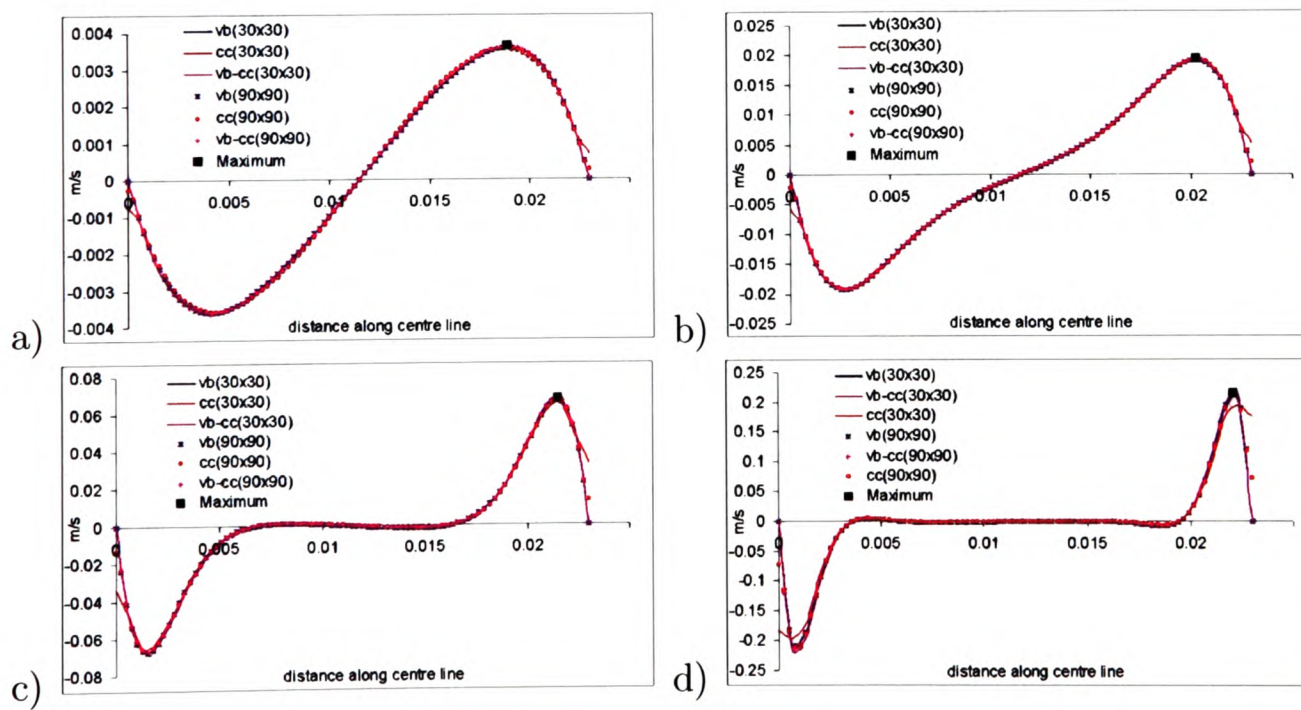 0.004
0.003
0.002
0.001
0
-0.001
-0.002
-0.003
-0.004
m/s
vb(30x30)
cc(30x30)
vb-cc(30x30)
vb(90x90)
cc(90x90)
vb-cc(90x90)
Maximum
0 0.005 0.01 0.015 0.02
distance along centre line
a)
0.025
0.02
0.015
0.01
0.005
0
-0.005
-0.01
-0.015
-0.02
-0.025
m/s
vb(30x30)
cc(30x30)
vb-cc(30x30)
vb(90x90)
cc(90x90)
vb-cc(90x90)
Maximum
0 0.005 0.01 0.015 0.02
distance along centre line
b)
0.08
0.06
0.04
0.02
0
-0.02
-0.04
-0.06
-0.08
m/s
vb(30x30)
cc(30x30)
vb-cc(30x30)
vb(90x90)
cc(90x90)
vb-cc(90x90)
Maximum
0 0.005 0.01 0.015 0.02
distance along centre line
c)
0.25
0.2
0.15
0.1
0.05
0
-0.05
-0.1
-0.15
-0.2
-0.25
m/s
vb(30x30)
vb-cc(30x30)
cc(30x30)
vb(90x90)
vb-cc(90x90)
cc(90x90)
Maximum
0 0.005 0.01 0.015 0.02
distance along centre line
d)